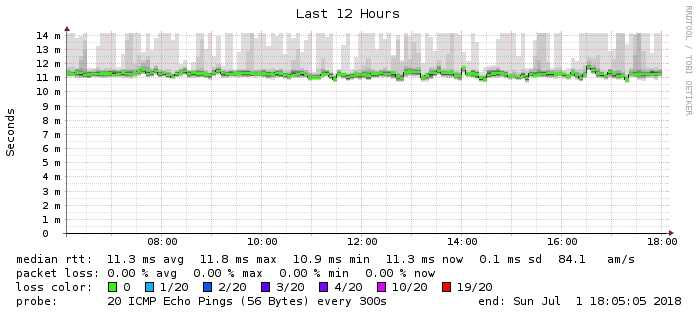 Last 12 Hours
RRDTOOL / TOBI OETIKER
Seconds
14 m
13 m
12 m
11 m
10 m
9 m
8 m
7 m
6 m
5 m
4 m
3 m
2 m
1 m
0
08:00 10:00 12:00 14:00 16:00 18:00
median rtt: 11.3 ms avg 11.8 ms max 10.9 ms min 11.3 ms now 0.1 ms sd 84.1 am/s
packet loss: 0.00 % avg 0.00 % max 0.00 % min 0.00 % now
loss color: 0 1/20 2/20 3/20 4/20 10/20 19/20
probe: 20 ICMP Echo Pings (56 Bytes) every 300s end: Sun Jul 1 18:05:05 2018